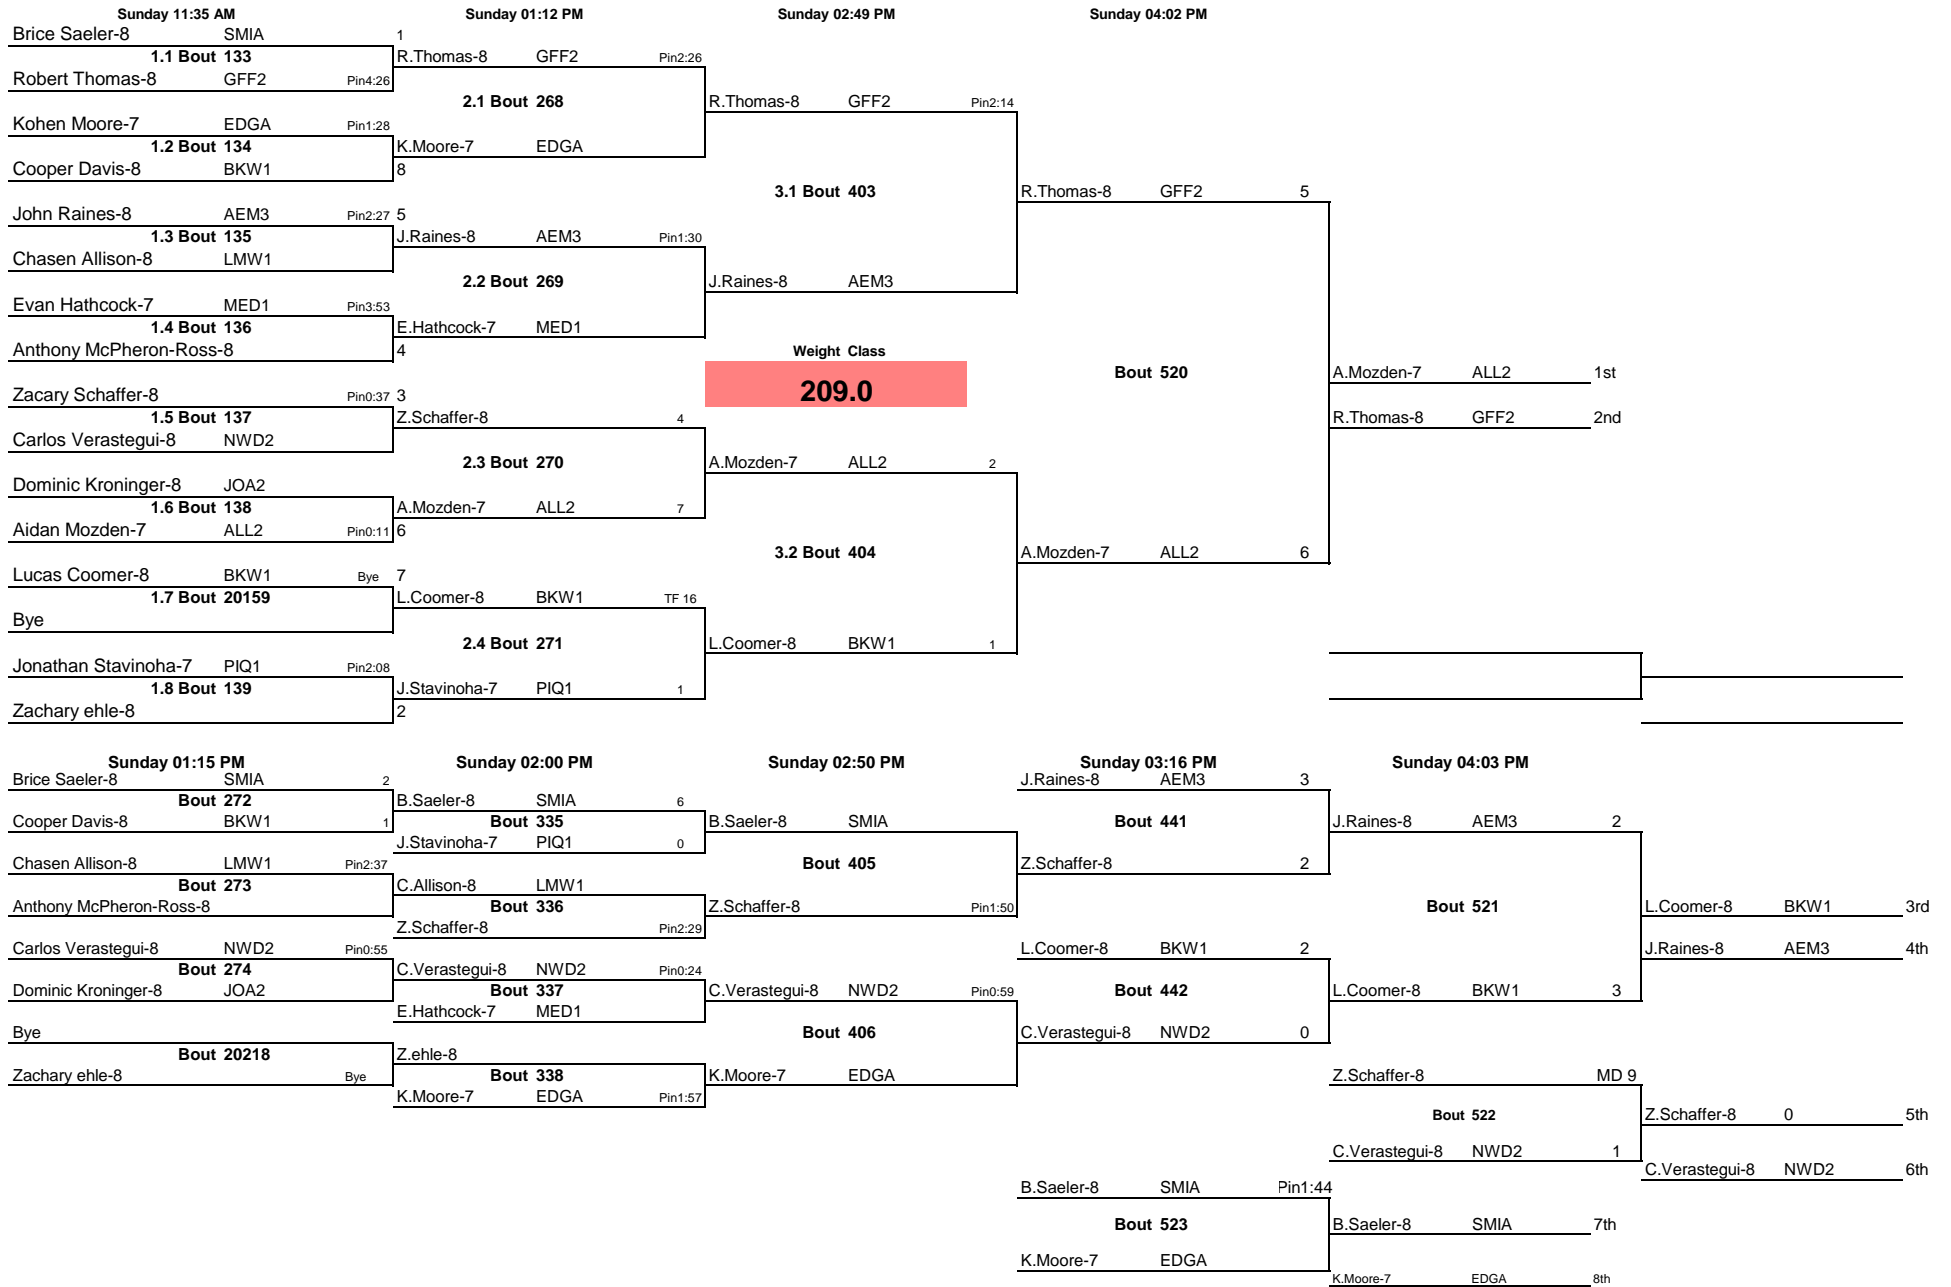 Sunday 11:35 AM Sunday 01:12 PM Sunday 02:49 PM Sunday 04:02 PM
Brice Saeler-8 SMIA 1
1.1 Bout 133 R.Thomas-8 GFF2 Pin2:26
Robert Thomas-8 GFF2 Pin4:26
2.1 Bout 268 R.Thomas-8 GFF2 Pin2:14
Kohen Moore-7 EDGA Pin1:28
1.2 Bout 134 K.Moore-7 EDGA
Cooper Davis-8 BKW1 8
3.1 Bout 403 R.Thomas-8 GFF2 5
John Raines-8 AEM3 Pin2:27 5
1.3 Bout 135 J.Raines-8 AEM3 Pin1:30
Chasen Allison-8 LMW1
2.2 Bout 269 J.Raines-8 AEM3
Evan Hathcock-7 MED1 Pin3:53
1.4 Bout 136 E.Hathcock-7 MED1
Anthony McPheron-Ross-8 4 Weight Class
Bout 520 A.Mozden-7 ALL2 1st
Zacary Schaffer-8 Pin0:37 3 209.0
1.5 Bout 137 Z.Schaffer-8 4 R.Thomas-8 GFF2 2nd
Carlos Verastegui-8 NWD2
2.3 Bout 270 A.Mozden-7 ALL2 2
Dominic Kroninger-8 JOA2
1.6 Bout 138 A.Mozden-7 ALL2 7
Aidan Mozden-7 ALL2 Pin0:11 6
3.2 Bout 404 A.Mozden-7 ALL2 6
Lucas Coomer-8 BKW1 Bye 7
1.7 Bout 20159 L.Coomer-8 BKW1 TF 16
Bye
2.4 Bout 271 L.Coomer-8 BKW1 1
Jonathan Stavinoha-7 PIQ1 Pin2:08
1.8 Bout 139 J.Stavinoha-7 PIQ1 1
Zachary ehle-8 2
Sunday 01:15 PM Sunday 02:00 PM Sunday 02:50 PM Sunday 03:16 PM Sunday 04:03 PM
Brice Saeler-8 SMIA 2 J.Raines-8 AEM3 3
Bout 272 B.Saeler-8 SMIA 6
Cooper Davis-8 BKW1 1 Bout 335 B.Saeler-8 SMIA Bout 441 J.Raines-8 AEM3 2
J.Stavinoha-7 PIQ1 0
Chasen Allison-8 LMW1 Pin2:37 Bout 405 Z.Schaffer-8 2
Bout 273 C.Allison-8 LMW1
Anthony McPheron-Ross-8 Bout 336 Z.Schaffer-8 Pin1:50 Bout 521 L.Coomer-8 BKW1 3rd
Z.Schaffer-8 Pin2:29
Carlos Verastegui-8 NWD2 Pin0:55 L.Coomer-8 BKW1 2 J.Raines-8 AEM3 4th
Bout 274 C.Verastegui-8 NWD2 Pin0:24
Dominic Kroninger-8 JOA2 Bout 337 C.Verastegui-8 NWD2 Pin0:59 Bout 442 L.Coomer-8 BKW1 3
E.Hathcock-7 MED1
Bye Bout 406 C.Verastegui-8 NWD2 0
Bout 20218 Z.ehle-8
Zachary ehle-8 Bye Bout 338 K.Moore-7 EDGA Z.Schaffer-8 MD 9
K.Moore-7 EDGA Pin1:57
Bout 522 Z.Schaffer-8 0 5th
C.Verastegui-8 NWD2 1
C.Verastegui-8 NWD2 6th
B.Saeler-8 SMIA Pin1:44
Bout 523 B.Saeler-8 SMIA 7th
K.Moore-7 EDGA
K.Moore-7 EDGA 8th